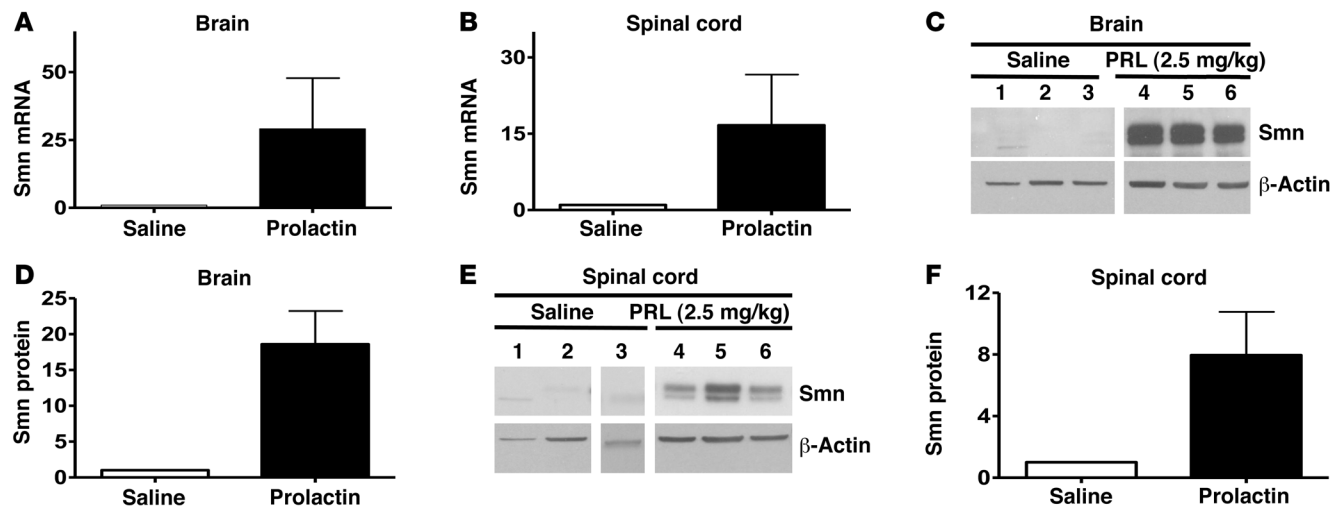 A
Brain
Smn mRNA
50
25
0
Saline
Prolactin
B
Spinal cord
Smn mRNA
30
15
0
Saline
Prolactin
C
Brain
Saline
PRL (2.5 mg/kg)
1 2 3 4 5 6
Smn
β-Actin
D
Brain
Smn protein
25
20
15
10
5
0
Saline
Prolactin
E
Spinal cord
Saline
PRL (2.5 mg/kg)
1 2 3 4 5 6
Smn
β-Actin
F
Spinal cord
Smn protein
12
8
4
0
Saline
Prolactin